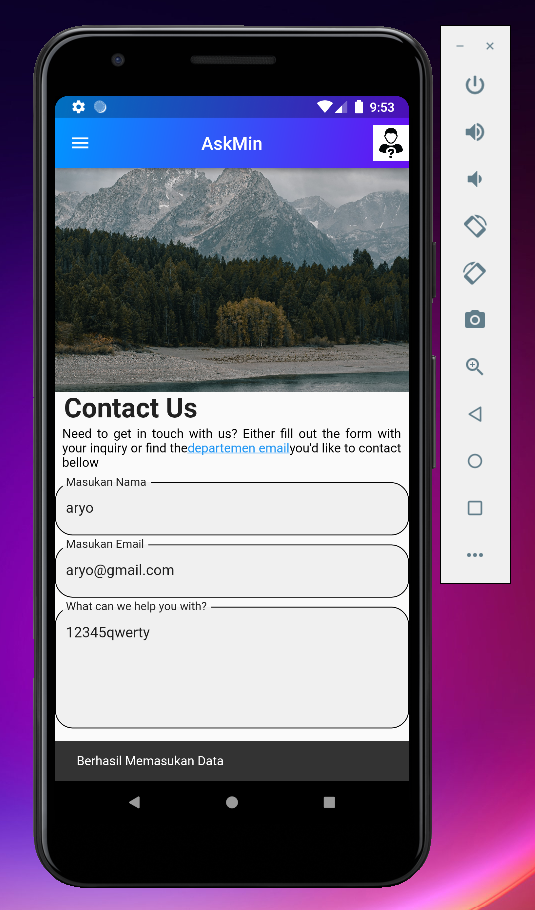 9:53
AskMin
?
Contact Us
Need to get in touch with us? Either fill out the form with
your inquiry or find thedepartemen emailyou'd like to contact
bellow
Masukan Nama
aryo
Masukan Email
aryo@gmail.com
What can we help you with?
12345qwerty
Berhasil Memasukan Data